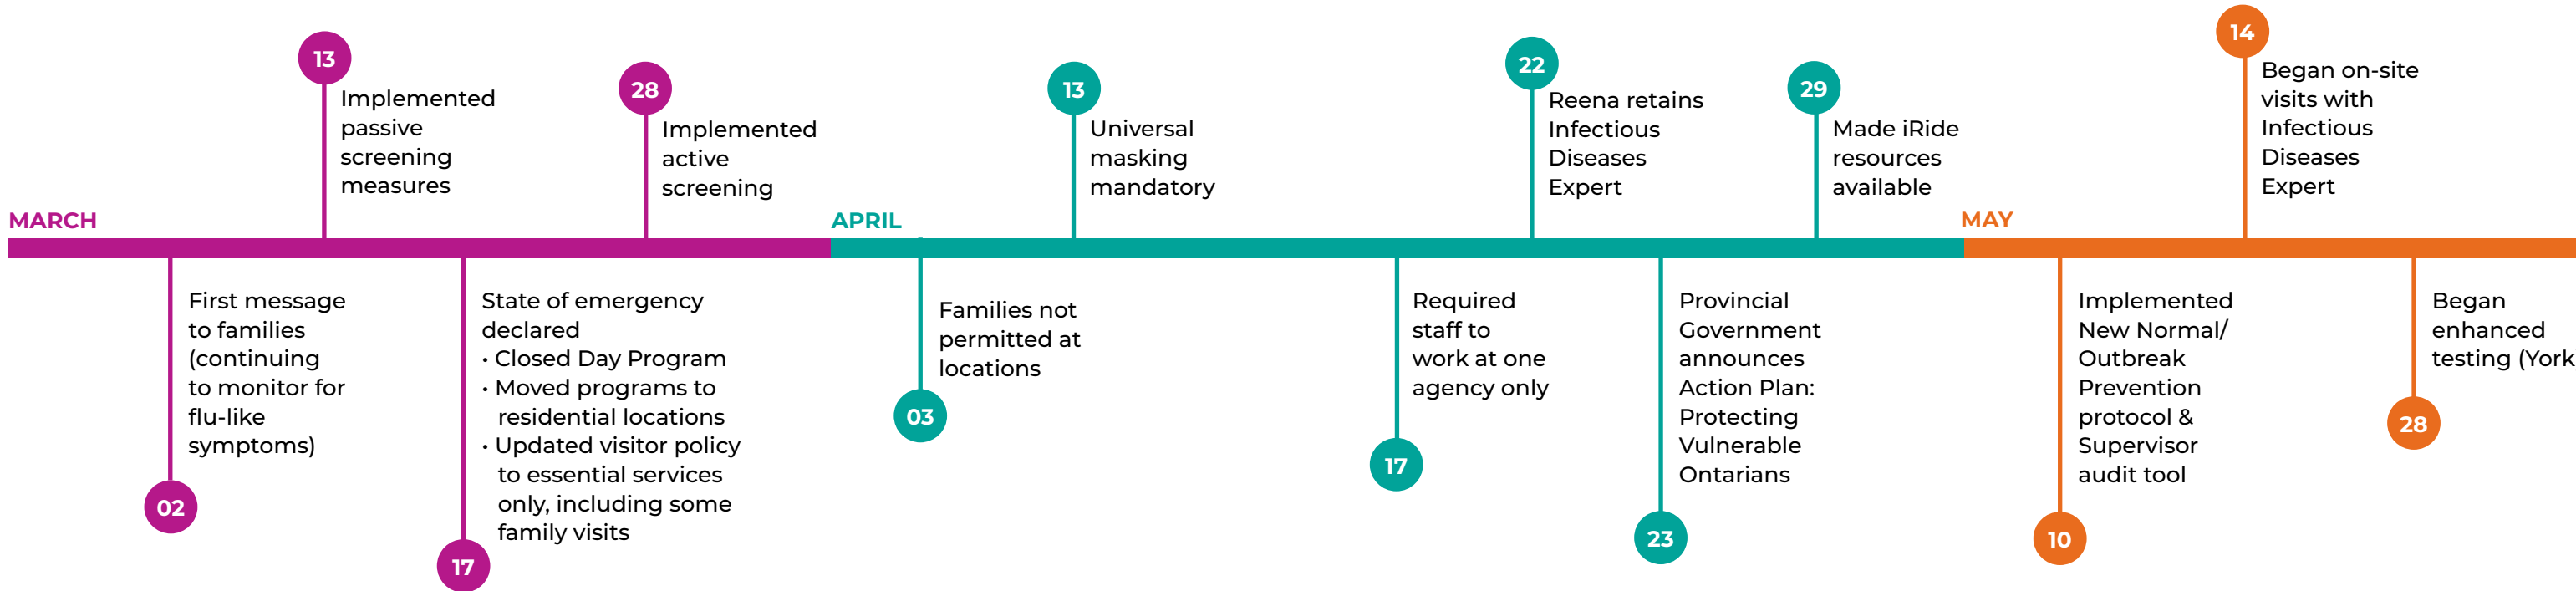 MARCH
02
First message
to families
(continuing
to monitor for
flu-like
symptoms)
13
Implemented
passive
screening
measures
17
State of emergency
declared
• Closed Day Program
• Moved programs to
residential locations
• Updated visitor policy
to essential services
only, including some
family visits
28
Implemented
active
screening
APRIL
03
Families not
permitted at
locations
13
Universal
masking
mandatory
17
Required
staff to
work at one
agency only
22
Reena retains
Infectious
Diseases
Expert
23
Provincial
Government
announces
Action Plan:
Protecting
Vulnerable
Ontarians
29
Made iRide
resources
available
MAY
10
Implemented
New Normal/
Outbreak
Prevention
protocol &
Supervisor
audit tool
14
Began on-site
visits with
Infectious
Diseases
Expert
28
Began
enhanced
testing (York